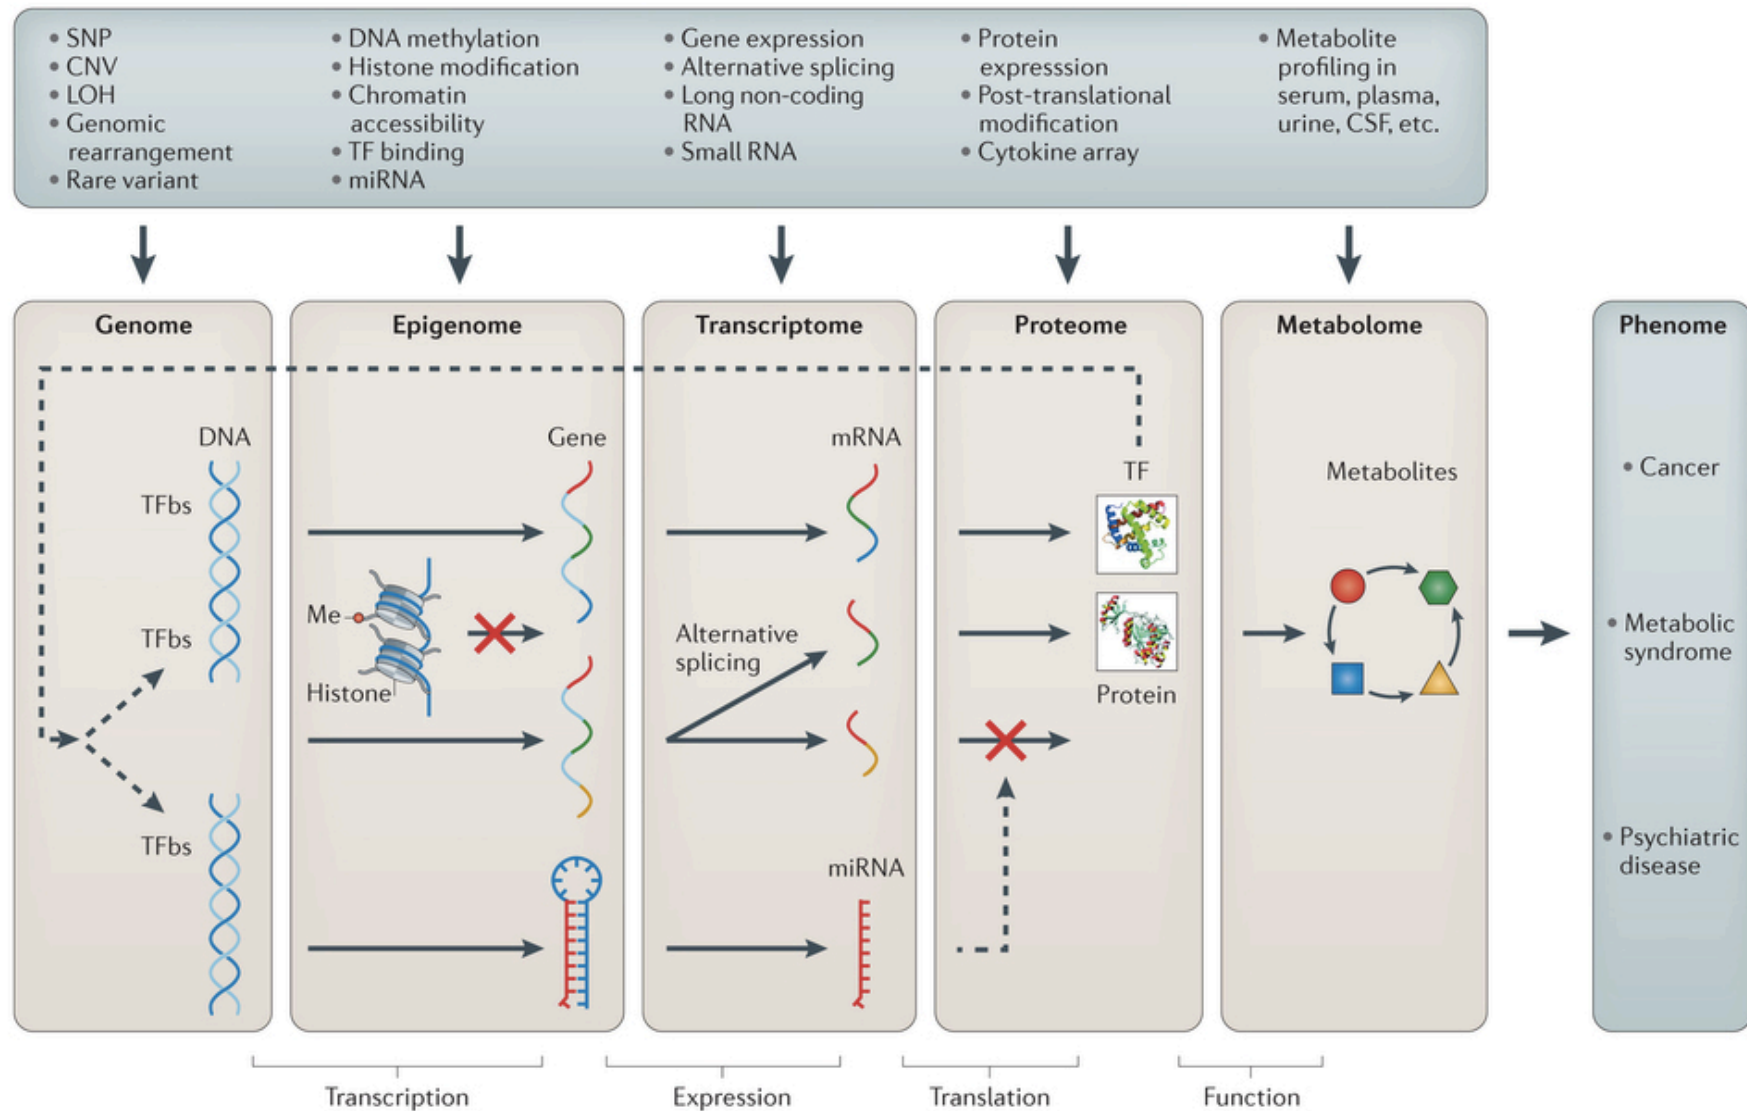 • SNP
• CNV
• LOH
• Genomic
rearrangement
• Rare variant
• DNA methylation
• Histone modification
• Chromatin
accessibility
• TF binding
• miRNA
• Gene expression
• Alternative splicing
• Long non-coding
RNA
• Small RNA
• Protein
expresssion
• Post-translational
modification
• Cytokine array
• Metabolite
profiling in
serum, plasma,
urine, CSF, etc.
Genome
DNA
TFbs
TFbs
TFbs
Epigenome
Gene
Me
Histone
Transcriptome
mRNA
Alternative
splicing
miRNA
Proteome
TF
Protein
Metabolome
Metabolites
Phenome
• Cancer
• Metabolic
syndrome
• Psychiatric
disease
Transcription
Expression
Translation
Function